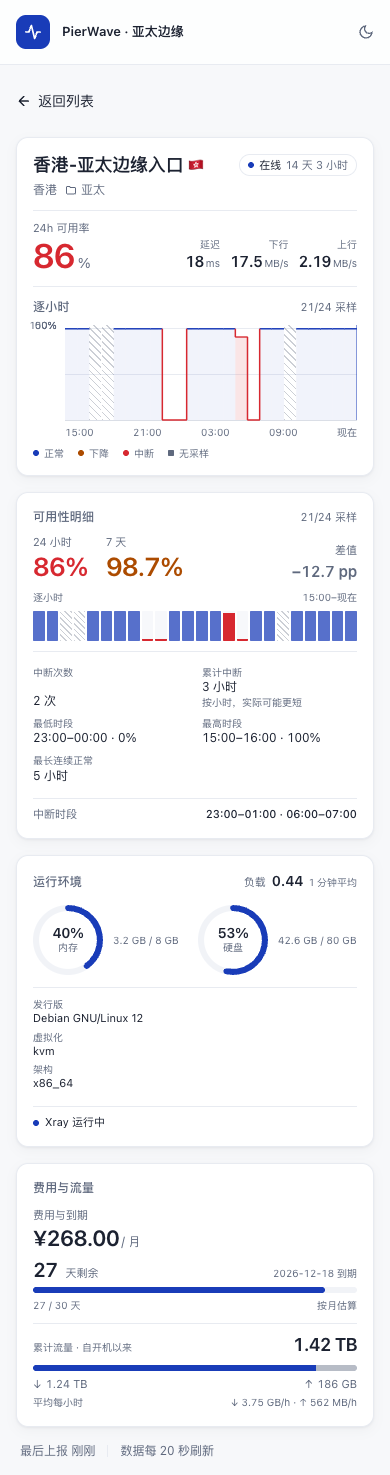 PierWave · 亚太边缘
返回列表
香港-亚太边缘入口
在线 14 天 3 小时
香港 亚太
24h 可用率
86 %
延迟 下行 上行
18 ms 17.5 MB/s 2.19 MB/s
逐小时 21/24 采样
15:00 21:00 03:00 09:00 现在
正常 下降 中断 无采样
可用性明细 21/24 采样
24 小时 7 天 差值
86% 98.7% −12.7 pp
逐小时 15:00–现在
中断次数
2 次
累计中断
3 小时
按小时，实际可能更短
最低时段
23:00–00:00 · 0%
最高时段
15:00–16:00 · 100%
最长连续正常
5 小时
中断时段 23:00–01:00 · 06:00–07:00
运行环境 负载 0.44 1 分钟平均
40%
内存
3.2 GB / 8 GB
53%
硬盘
42.6 GB / 80 GB
发行版
Debian GNU/Linux 12
虚拟化
kvm
架构
x86_64
Xray 运行中
费用与流量
费用与到期
¥268.00 / 月
27 天剩余 2026-12-18 到期
27 / 30 天 按月估算
累计流量 · 自开机以来 1.42 TB
↓ 1.24 TB ↑ 186 GB
平均每小时 ↓ 3.75 GB/h · ↑ 562 MB/h
最后上报 刚刚 数据每 20 秒刷新